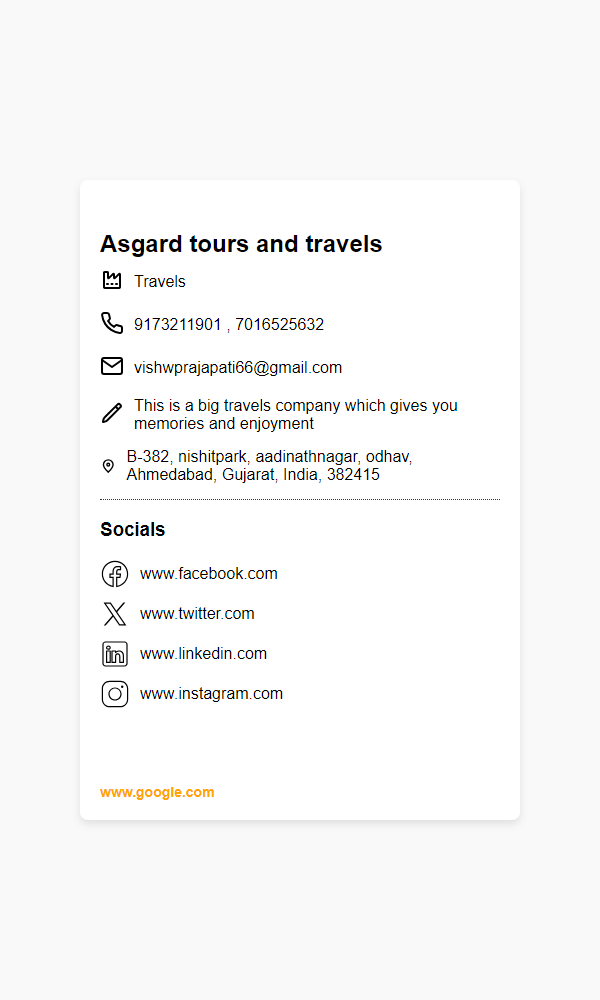 Asgard tours and travels
Travels
9173211901 , 7016525632
vishwprajapati66@gmail.com
This is a big travels company which gives you
memories and enjoyment
B-382, nishitpark, aadinathnagar, odhav,
Ahmedabad, Gujarat, India, 382415
Socials
www.facebook.com
www.twitter.com
www.linkedin.com
www.instagram.com
www.google.com